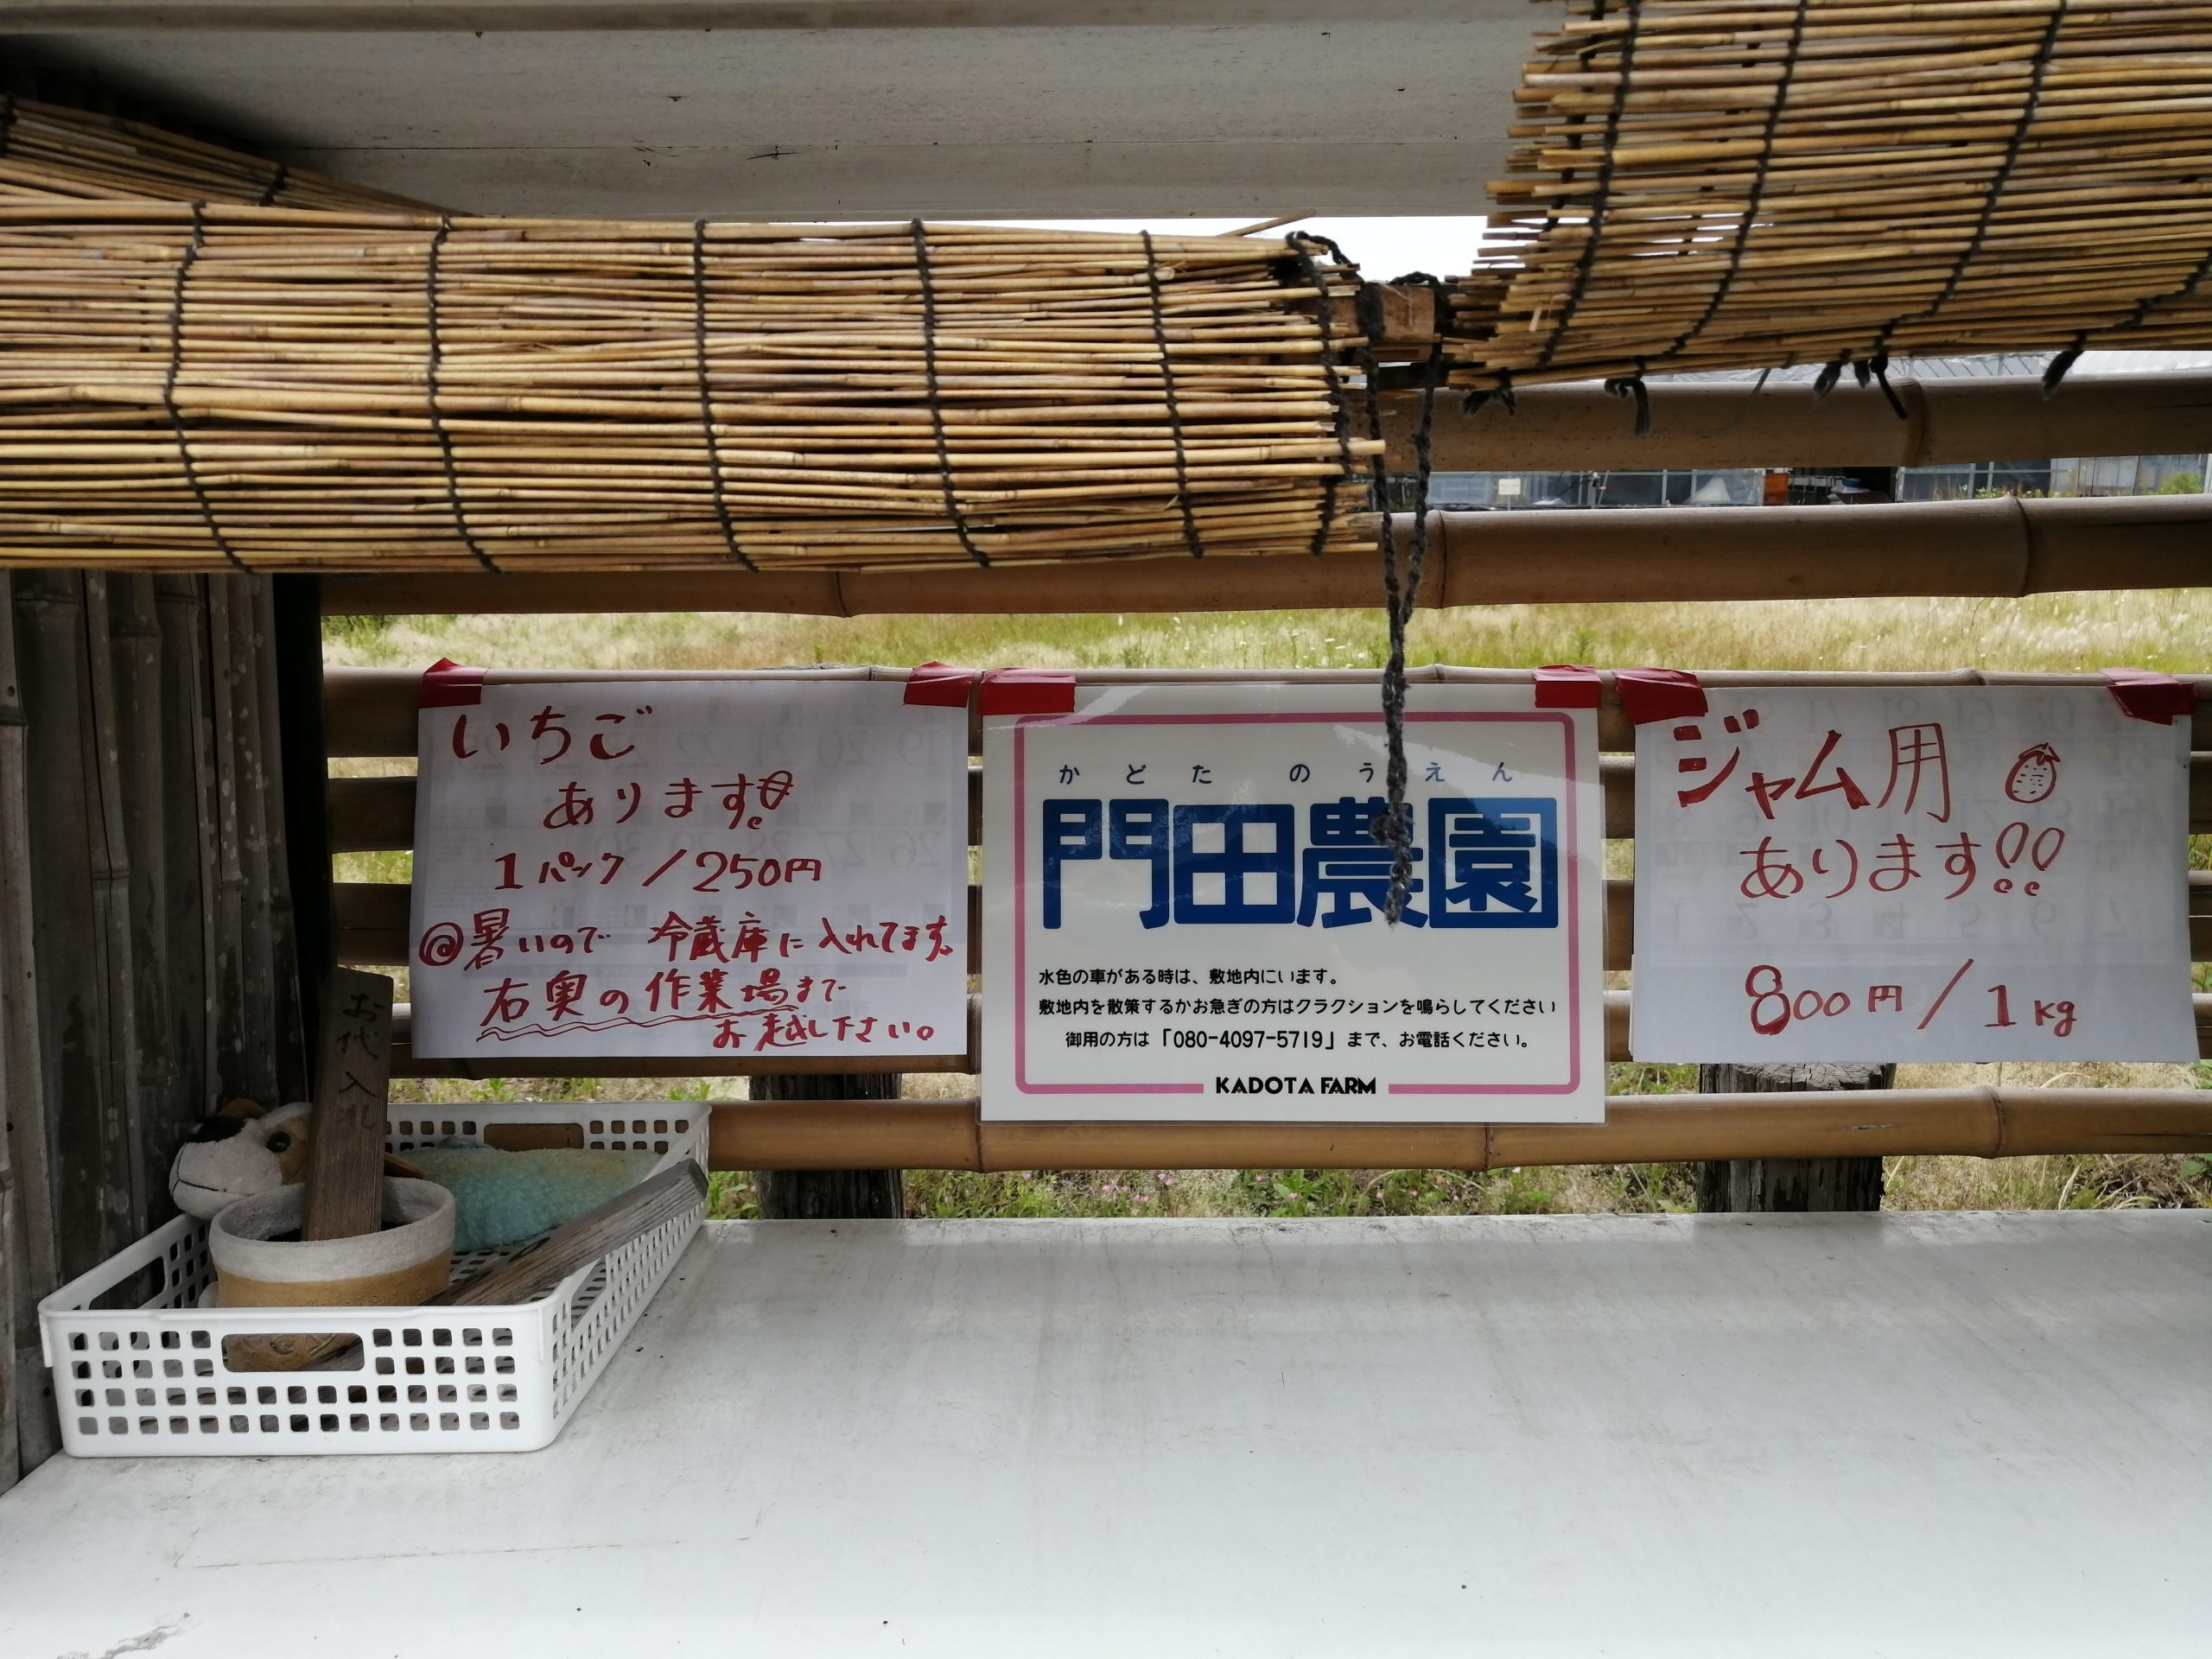 いちご
あります!
1パック/250円
◎暑いので 冷蔵庫に入れてます。
右奥の作業場まで
お越し下さい。
お代入れ
かどた のうえん
門田農園
水色の車がある時は、敷地内にいます。
敷地内を散策するかお急ぎの方はクラクションを鳴らしてください
御用の方は「080-4097-5719」まで、お電話ください。
KADOTA FARM
ジャム用
あります!!
800円/1kg